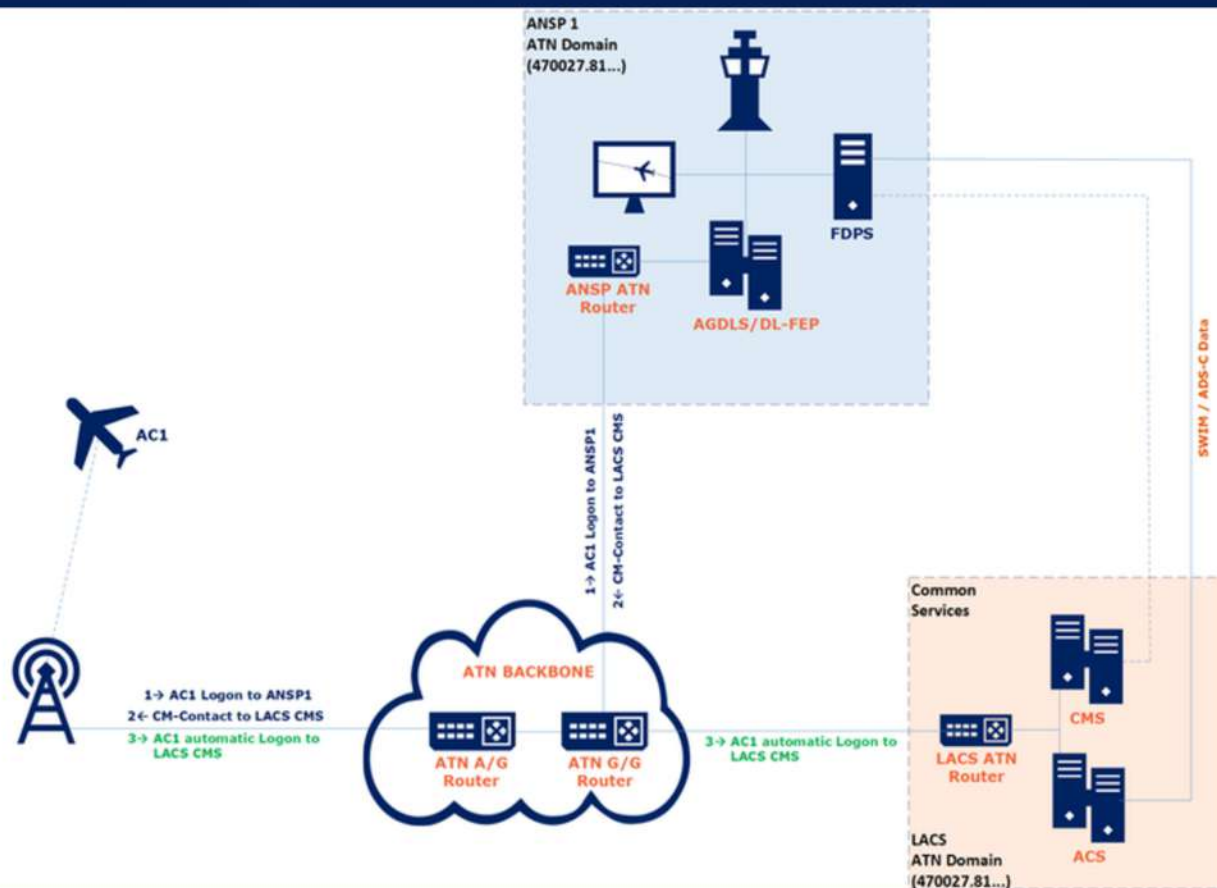 ANSP 1
ATN Domain
(470027.81...)
FDPS
ANSP ATN
Router
AGDLS/DL-FEP
SWIM / ADS-C Data
AC1
1→ AC1 Logon to ANSP1
2← CM-Contact to LACS CMS
Common
Services
ATN BACKBONE
1→ AC1 Logon to ANSP1
2← CM-Contact to LACS CMS
3→ AC1 automatic Logon to
LACS CMS
ATN A/G
Router
ATN G/G
Router
3→ AC1 automatic Logon to
LACS CMS
CMS
LACS ATN
Router
ACS
LACS
ATN Domain
(470027.81...)